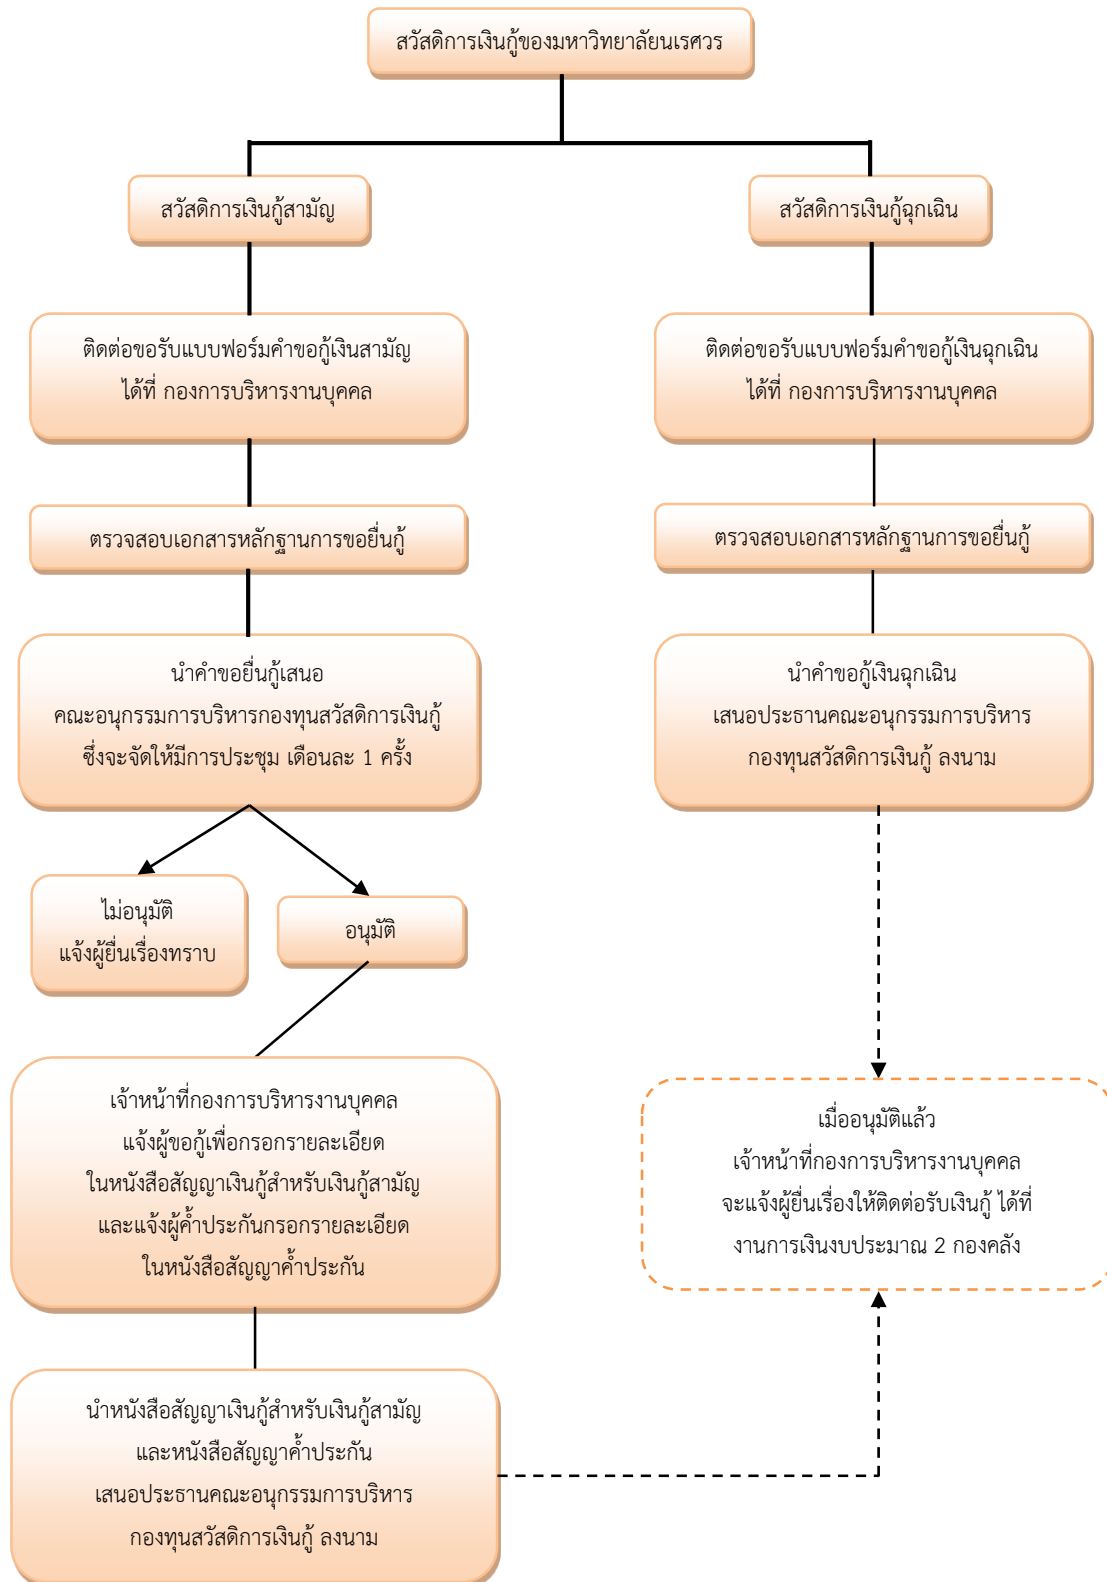 สวัสดิการเงินกู้ของมหาวิทยาลัยนเรศวร
สวัสดิการเงินกู้สามัญ
สวัสดิการเงินกู้ฉุกเฉิน
ติดต่อขอรับแบบฟอร์มคำขอกู้เงินสามัญ
ได้ที่ กองการบริหารงานบุคคล
ติดต่อขอรับแบบฟอร์มคำขอกู้เงินฉุกเฉิน
ได้ที่ กองการบริหารงานบุคคล
ตรวจสอบเอกสารหลักฐานการขอยื่นกู้
ตรวจสอบเอกสารหลักฐานการขอยื่นกู้
นำคำขอยื่นกู้เสนอ
คณะอนุกรรมการบริหารกองทุนสวัสดิการเงินกู้
ซึ่งจะจัดให้มีการประชุม เดือนละ 1 ครั้ง
นำคำขอกู้เงินฉุกเฉิน
เสนอประธานคณะอนุกรรมการบริหาร
กองทุนสวัสดิการเงินกู้ ลงนาม
ไม่อนุมัติ
แจ้งผู้ยื่นเรื่องทราบ
อนุมัติ
เจ้าหน้าที่กองการบริหารงานบุคคล
แจ้งผู้ขอกู้เพื่อกรอกรายละเอียด
ในหนังสือสัญญาเงินกู้สำหรับเงินกู้สามัญ
และแจ้งผู้ค้ำประกันกรอกรายละเอียด
ในหนังสือสัญญาค้ำประกัน
เมื่ออนุมัติแล้ว
เจ้าหน้าที่กองการบริหารงานบุคคล
จะแจ้งผู้ยื่นเรื่องให้ติดต่อรับเงินกู้ ได้ที่
งานการเงินงบประมาณ 2 กองคลัง
นำหนังสือสัญญาเงินกู้สำหรับเงินกู้สามัญ
และหนังสือสัญญาค้ำประกัน
เสนอประธานคณะอนุกรรมการบริหาร
กองทุนสวัสดิการเงินกู้ ลงนาม